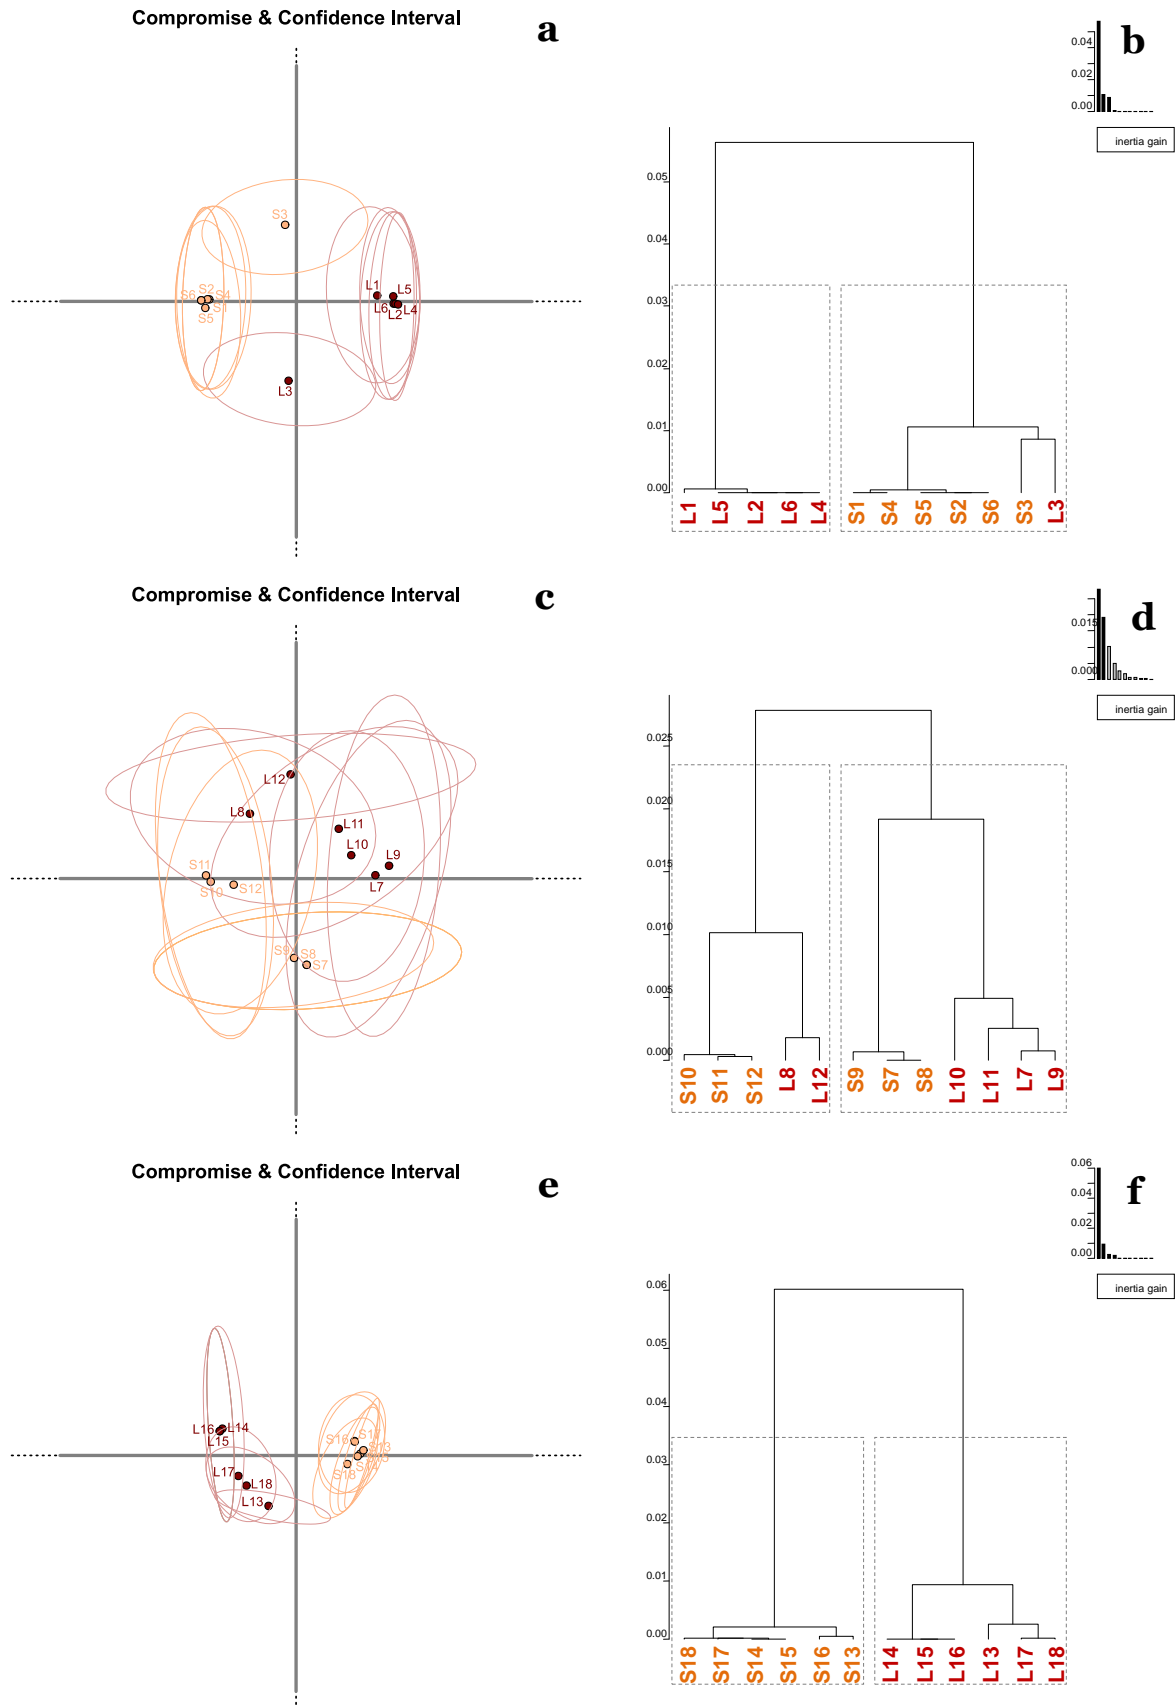 Compromise & Confidence Interval
a
S3
S2
S6
S4
S1
S5
L1
L5
L6
L2
L4
L3
b
0.04
0.02
0.00
inertia gain
0.05
0.04
0.03
0.02
0.01
0.00
L1
L5
L2
L6
L4
S1
S4
S5
S2
S6
S3
L3
Compromise & Confidence Interval
c
L12
L8
L11
L10
L9
L7
S11
S10
S12
S9
S8
S7
d
0.015
0.000
inertia gain
0.025
0.020
0.015
0.010
0.005
0.000
S10
S11
S12
L8
L12
S9
S7
S8
L10
L11
L7
L9
Compromise & Confidence Interval
e
L16
L14
L15
L17
L18
L13
S16
S13
S14
S18
f
0.06
0.04
0.02
0.00
inertia gain
0.06
0.05
0.04
0.03
0.02
0.01
0.00
S18
S17
S14
S15
S16
S13
L14
L15
L16
L13
L17
L18